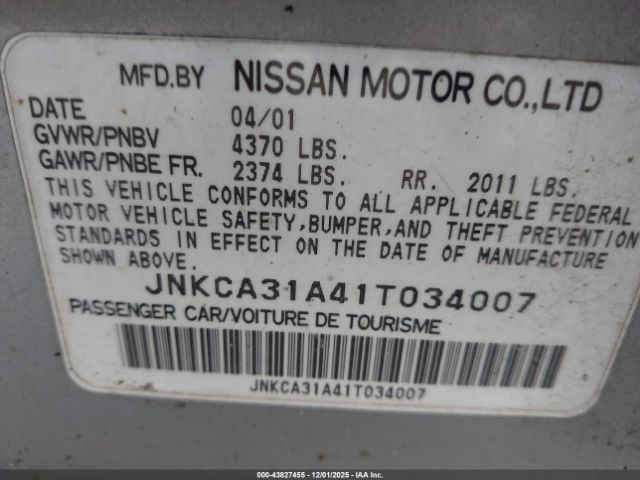 MFD.BY NISSAN MOTOR CO.,LTD
DATE 04/01
GVWR/PNBV 4370 LBS.
GAWR/PNBE FR. 2374 LBS. RR. 2011 LBS.
THIS VEHICLE CONFORMS TO ALL APPLICABLE FEDERAL
MOTOR VEHICLE SAFETY, BUMPER, AND THEFT PREVENTION
STANDARDS IN EFFECT ON THE DATE OF MANUFACTURE
SHOWN ABOVE.
JNKCA31A41T034007
PASSENGER CAR/VOITURE DE TOURISME
JNKCA31A41T034007
000-43827455 - 12/01/2025 - IAA Inc.